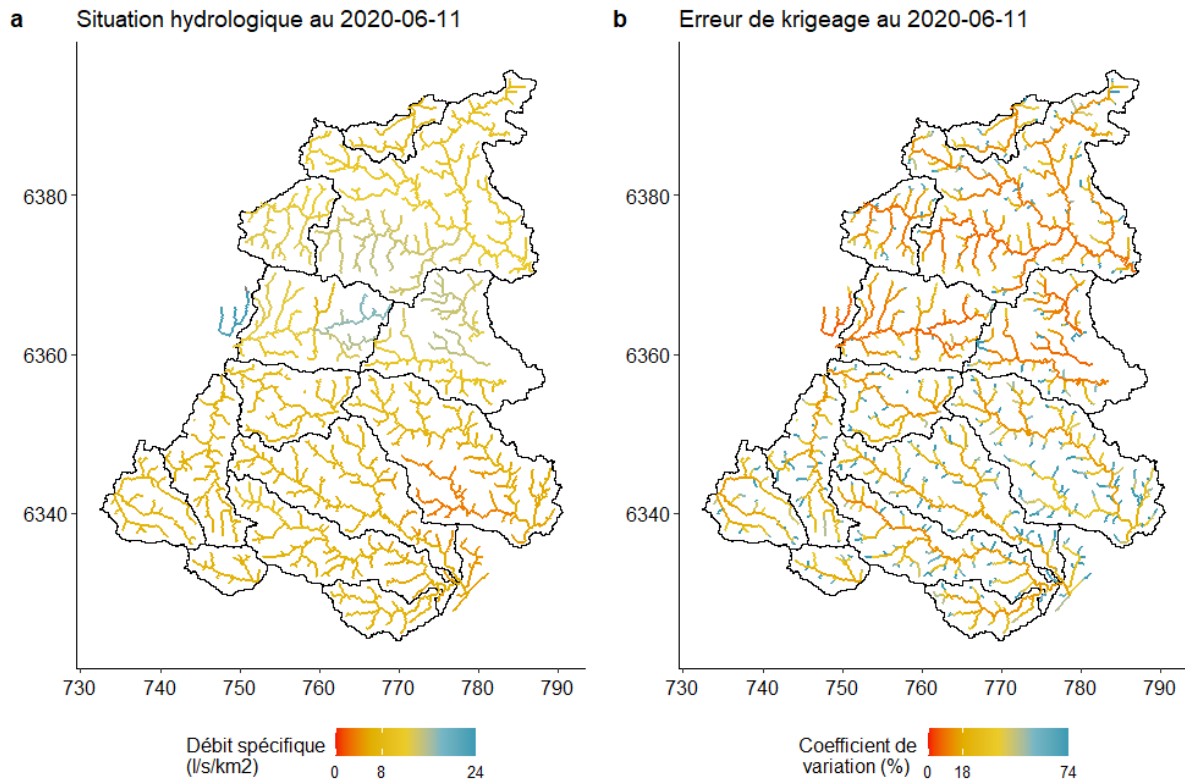 a Situation hydrologique au 2020-06-11
b Erreur de krigeage au 2020-06-11
6380
6360
6340
730 740 750 760 770 780 790
6380
6360
6340
730 740 750 760 770 780 790
Débit spécifique
(l/s/km2)
0 8 24
Coefficient de
variation (%)
0 18 74